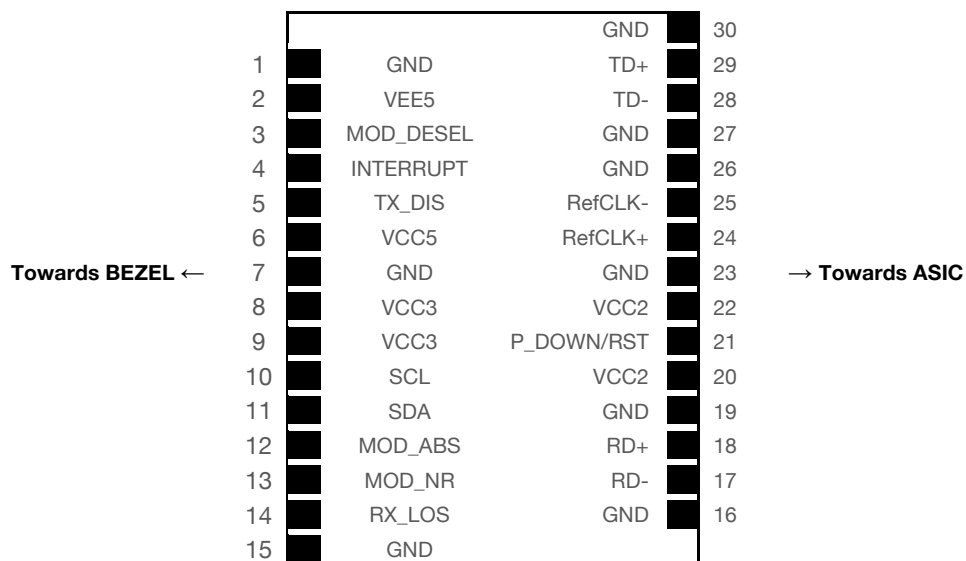 GND 30
1 GND TD+ 29
2 VEE5 TD- 28
3 MOD_DESEL GND 27
4 INTERRUPT GND 26
5 TX_DIS RefCLK- 25
6 VCC5 RefCLK+ 24
Towards BEZEL ← 7 GND GND 23 → Towards ASIC
8 VCC3 VCC2 22
9 VCC3 P_DOWN/RST 21
10 SCL VCC2 20
11 SDA GND 19
12 MOD_ABS RD+ 18
13 MOD_NR RD- 17
14 RX_LOS GND 16
15 GND